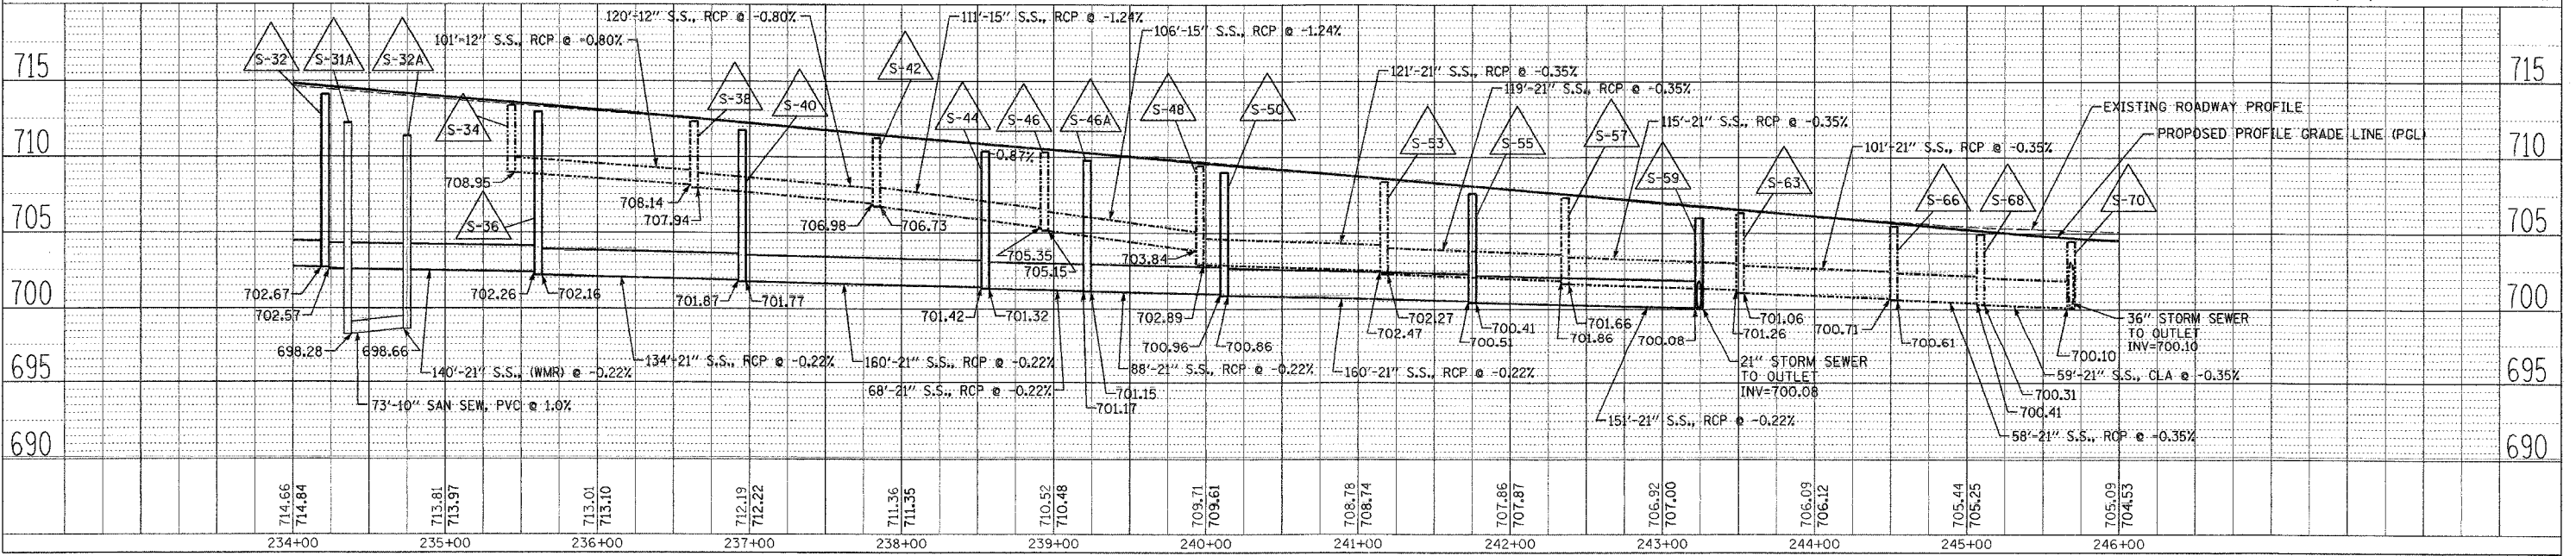 120'-12" S.S., RCP @ -0.80%
111'-15" S.S., RCP @ -1.24%
101'-12" S.S., RCP @ -0.80%
106'-15" S.S., RCP @ -1.24%
S-32
S-31A
S-32A
S-42
715
715
121'-21" S.S., RCP @ -0.35%
119'-21" S.S., RCP @ -0.35%
S-38
S-40
S-44
S-46
S-46A
S-48
S-50
EXISTING ROADWAY PROFILE
115'-21" S.S., RCP @ -0.35%
S-34
S-53
S-55
S-57
PROPOSED PROFILE GRADE LINE (PGL)
101'-21" S.S., RCP @ -0.35%
710
-0.87%
710
S-59
S-63
708.95
708.14
707.94
S-66
S-68
S-70
705
S-36
706.98
706.73
705
705.35
703.84
705.15
702.67
702.26
702.16
701.87
701.77
700
700
702.57
701.42
701.32
702.89
702.27
702.47
700.41
701.66
701.86
701.06
701.26
700.71
36" STORM SEWER
TO OUTLET
INV=700.10
698.28
698.66
700.96
700.86
700.51
700.08
700.61
700.10
134'-21" S.S., RCP @ -0.22%
160'-21" S.S., RCP @ -0.22%
88'-21" S.S., RCP @ -0.22%
160'-21" S.S., RCP @ -0.22%
21" STORM SEWER
TO OUTLET
INV=700.08
695
140'-21" S.S., (WMR) @ -0.22%
59'-21" S.S., CLA @ -0.35%
695
68'-21" S.S., RCP @ -0.22%
701.15
701.17
700.31
700.41
73'-10" SAN SEW, PVC @ 1.0%
151'-21" S.S., RCP @ -0.22%
58'-21" S.S., RCP @ -0.35%
690
690
714.66
714.84
713.81
713.97
713.01
713.10
712.19
712.22
711.36
711.35
710.52
710.48
709.71
709.61
708.78
708.74
707.86
707.87
706.92
707.00
706.09
706.12
705.44
705.25
705.09
704.53
234+00
235+00
236+00
237+00
238+00
239+00
240+00
241+00
242+00
243+00
244+00
245+00
246+00